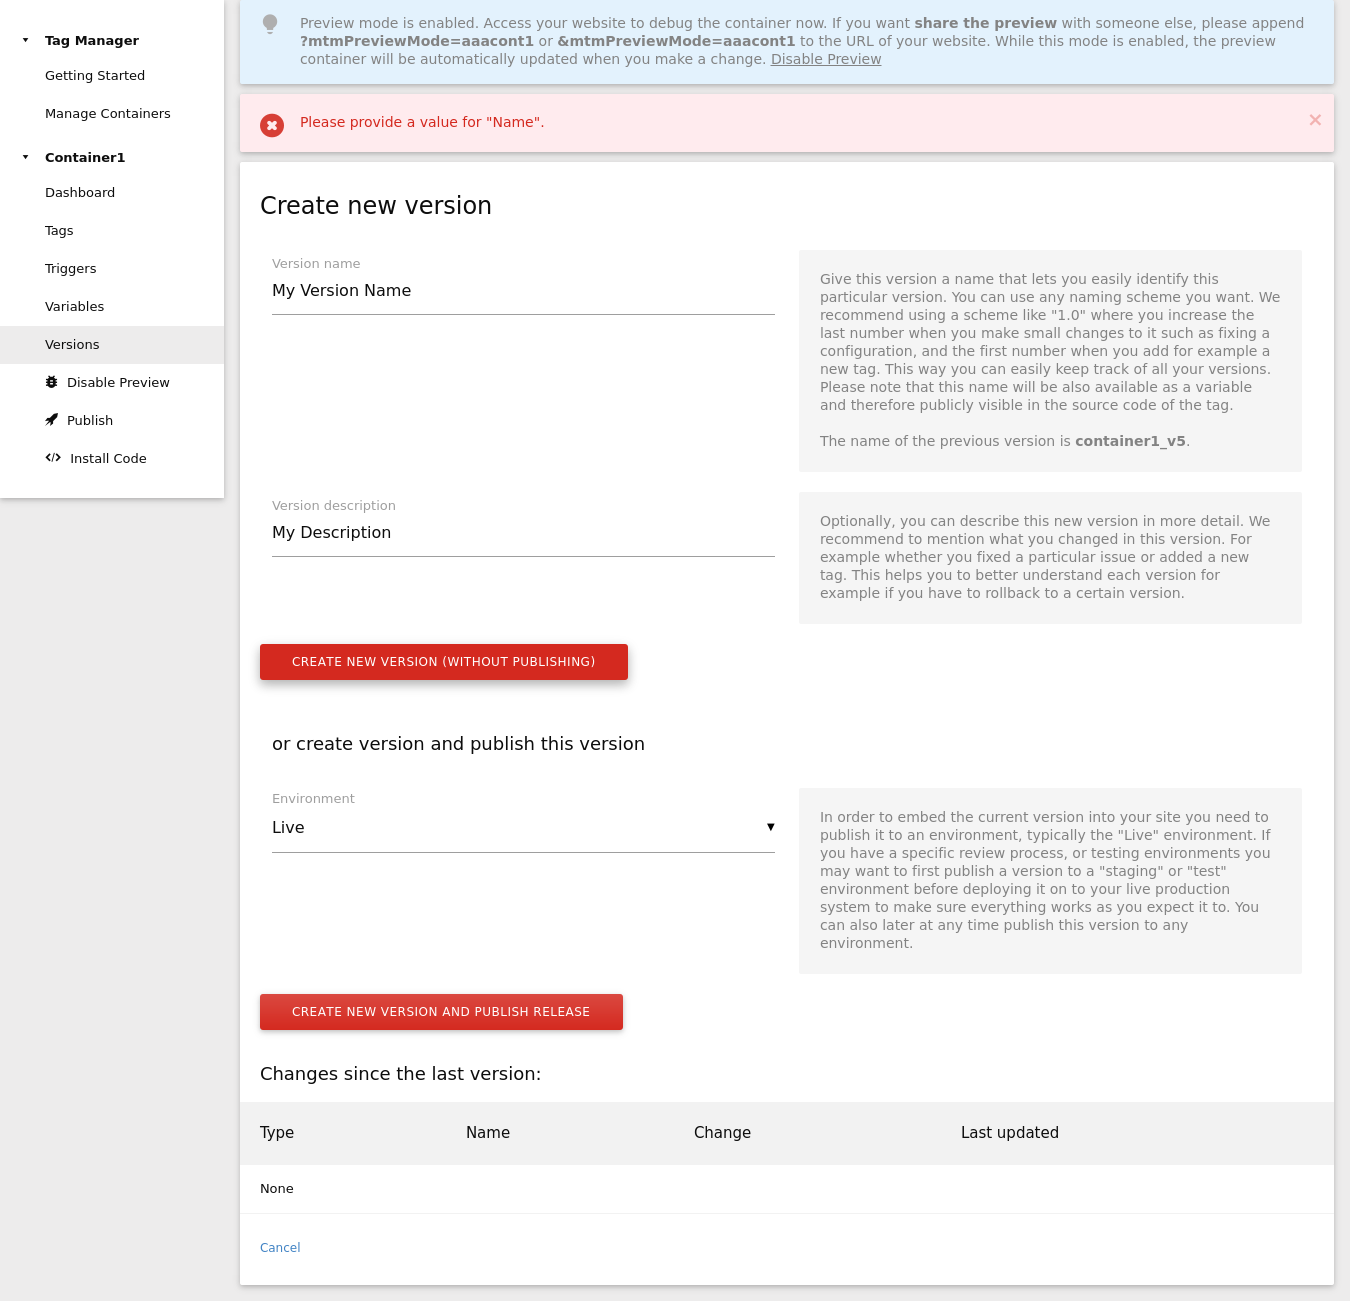 Tag Manager
Getting Started
Manage Containers
Container1
Dashboard
Tags
Triggers
Variables
Versions
Disable Preview
Publish
Install Code
Preview mode is enabled. Access your website to debug the container now. If you want share the preview with someone else, please append
?mtmPreviewMode=aaacont1 or &mtmPreviewMode=aaacont1 to the URL of your website. While this mode is enabled, the preview
container will be automatically updated when you make a change. Disable Preview
Please provide a value for "Name".
×
Create new version
Version name
My Version Name
Give this version a name that lets you easily identify this
particular version. You can use any naming scheme you want. We
recommend using a scheme like "1.0" where you increase the
last number when you make small changes to it such as fixing a
configuration, and the first number when you add for example a
new tag. This way you can easily keep track of all your versions.
Please note that this name will be also available as a variable
and therefore publicly visible in the source code of the tag.
The name of the previous version is container1_v5.
Version description
My Description
Optionally, you can describe this new version in more detail. We
recommend to mention what you changed in this version. For
example whether you fixed a particular issue or added a new
tag. This helps you to better understand each version for
example if you have to rollback to a certain version.
CREATE NEW VERSION (WITHOUT PUBLISHING)
or create version and publish this version
Environment
Live
In order to embed the current version into your site you need to
publish it to an environment, typically the "Live" environment. If
you have a specific review process, or testing environments you
may want to first publish a version to a "staging" or "test"
environment before deploying it on to your live production
system to make sure everything works as you expect it to. You
can also later at any time publish this version to any
environment.
CREATE NEW VERSION AND PUBLISH RELEASE
Changes since the last version:
Type Name Change Last updated
None
Cancel